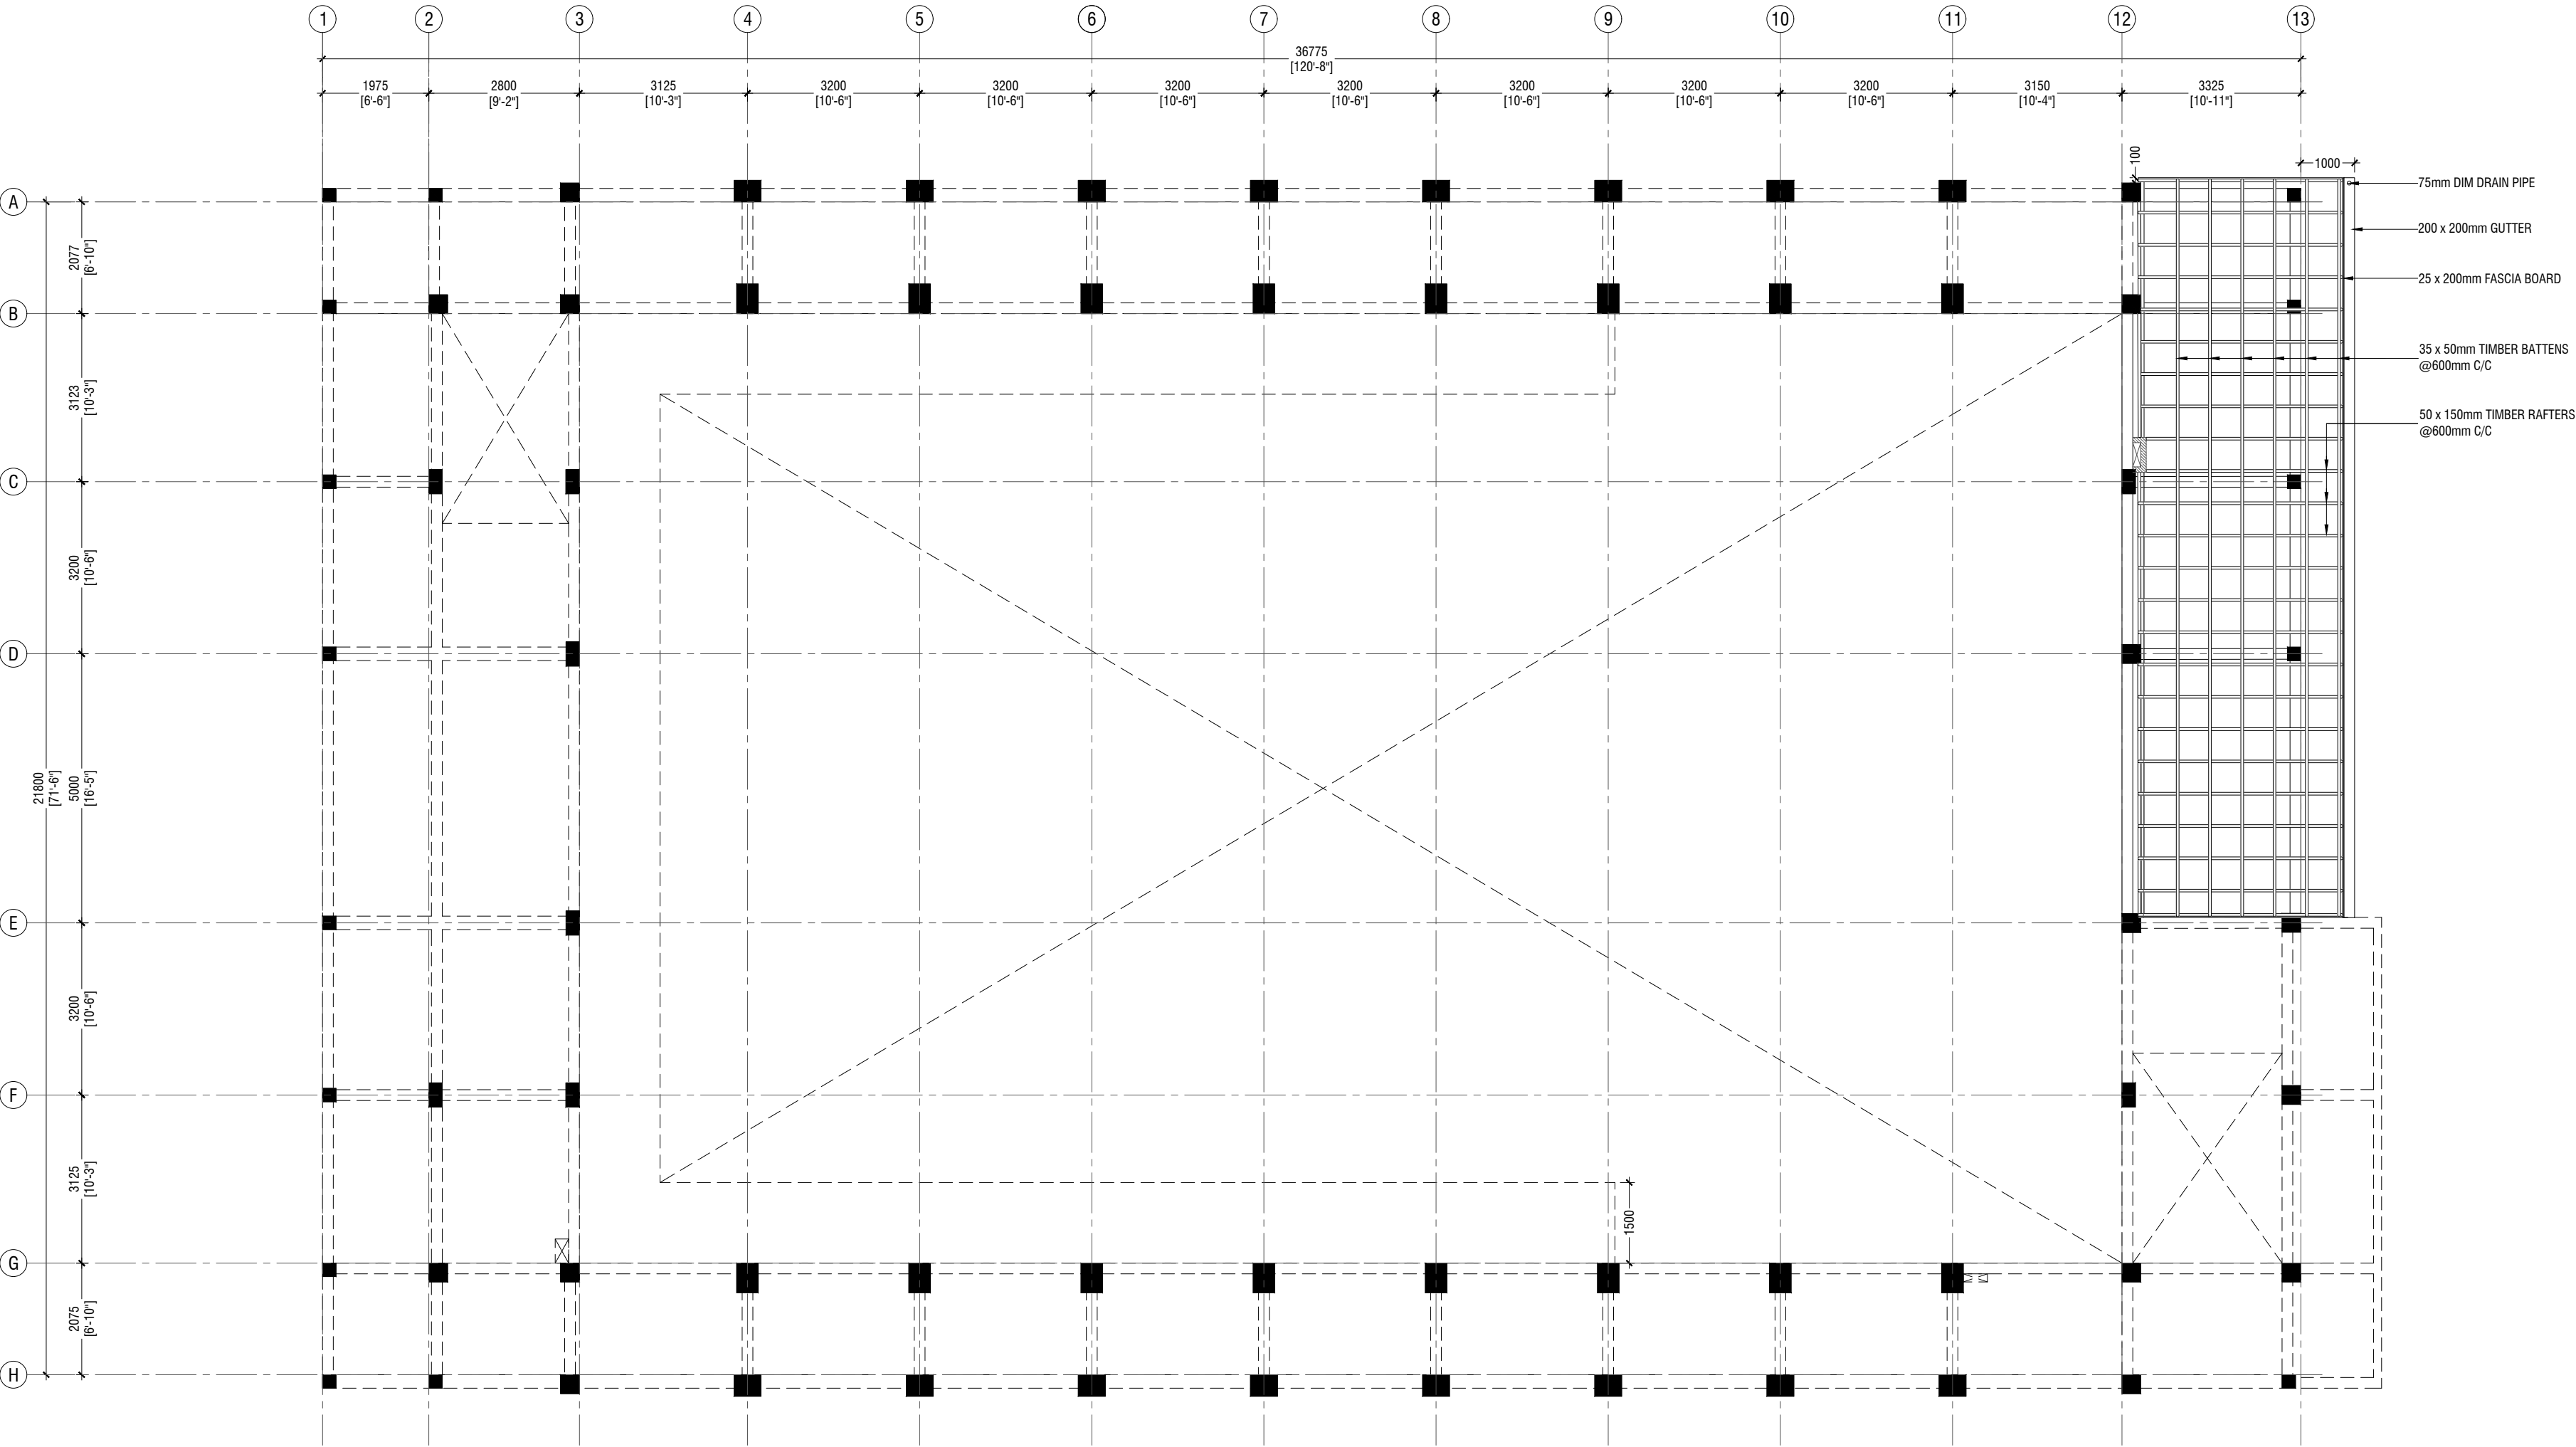 1 2 3 4 5 6 7 8 9 10 11 12 13
36775
[120'-8"]
1975 2800 3125 3200 3200 3200 3200 3200 3200 3200 3150 3325
[6'-6"] [9'-2"] [10'-3"] [10'-6"] [10'-6"] [10'-6"] [10'-6"] [10'-6"] [10'-6"] [10'-6"] [10'-4"] [10'-11"]
100
1000
75mm DIM DRAIN PIPE
A
200 x 200mm GUTTER
2077
[6'-10"]
25 x 200mm FASCIA BOARD
B
35 x 50mm TIMBER BATTENS
@600mm C/C
3123
[10'-3"]
50 x 150mm TIMBER RAFTERS
@600mm C/C
C
3200
[10'-6"]
D
21800
[71'-6"]
5000
[16'-5"]
E
3200
[10'-6"]
F
3125
[10'-3"]
1500
G
2075
[6'-10"]
H